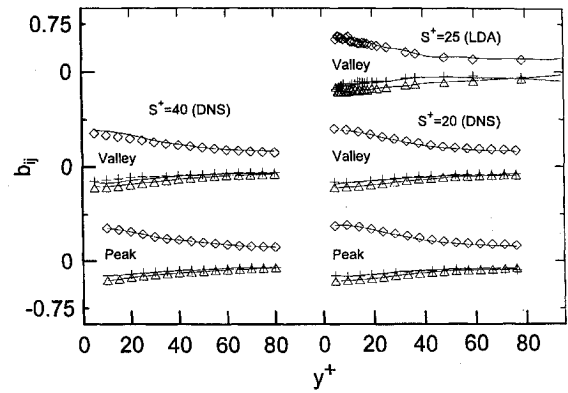 0.75
S⁺=25 (LDA)
0
Valley
S⁺=40 (DNS)
S⁺=20 (DNS)
b_ij
Valley
Valley
0
Peak
Peak
0
-0.75
0 20 40 60 80 0 20 40 60 80
y⁺